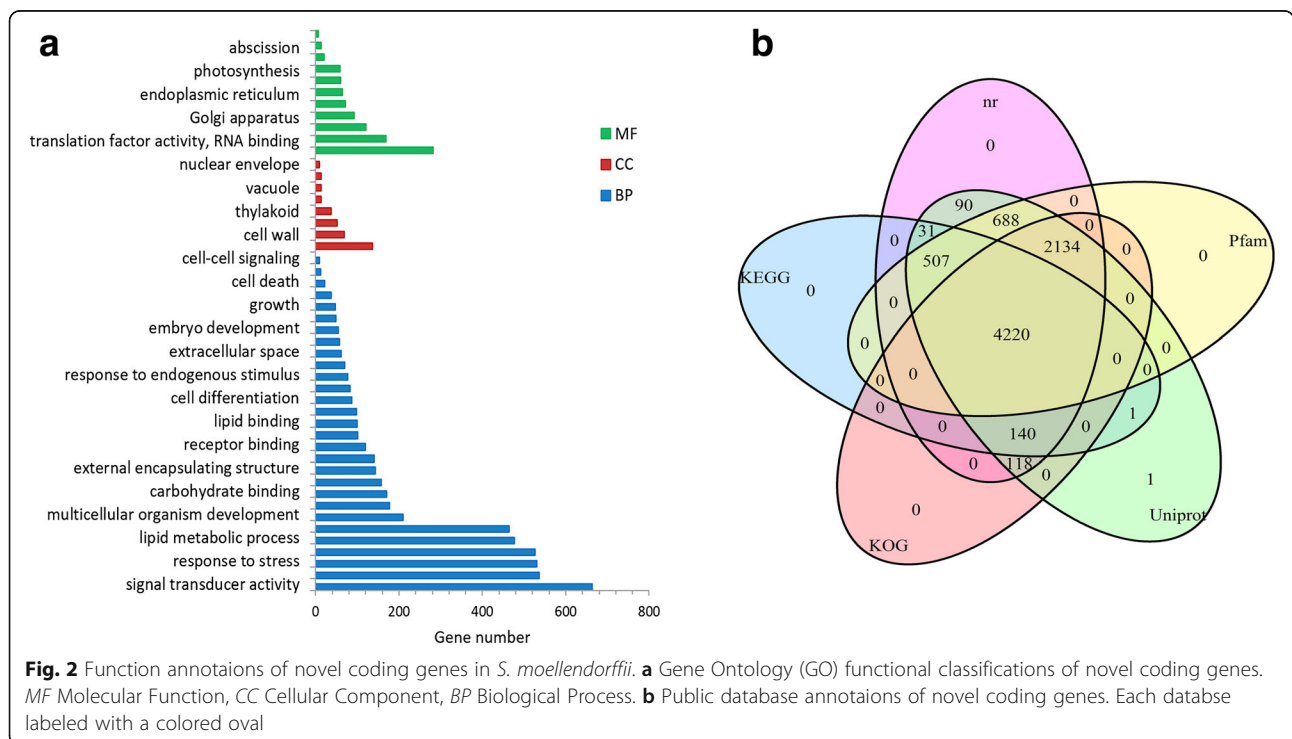 a
abscission
photosynthesis
endoplasmic reticulum
Golgi apparatus
translation factor activity, RNA binding
nuclear envelope
vacuole
thylakoid
cell wall
cell-cell signaling
cell death
growth
embryo development
extracellular space
response to endogenous stimulus
cell differentiation
lipid binding
receptor binding
external encapsulating structure
carbohydrate binding
multicellular organism development
lipid metabolic process
response to stress
signal transducer activity
0 200 400 600 800
Gene number
MF
CC
BP
b
nr
0
90
688
0
0
0
31
0
2134
Pfam
507
0
KEGG
0
0
0
4220
0
0
0
0
0
0
0
0
1
0
140
0
0
118
0
1
0
Uniprot
KOG
Fig. 2 Function annotaions of novel coding genes in S. moellendorffii. a Gene Ontology (GO) functional classifications of novel coding genes.
MF Molecular Function, CC Cellular Component, BP Biological Process. b Public database annotaions of novel coding genes. Each databse
labeled with a colored oval